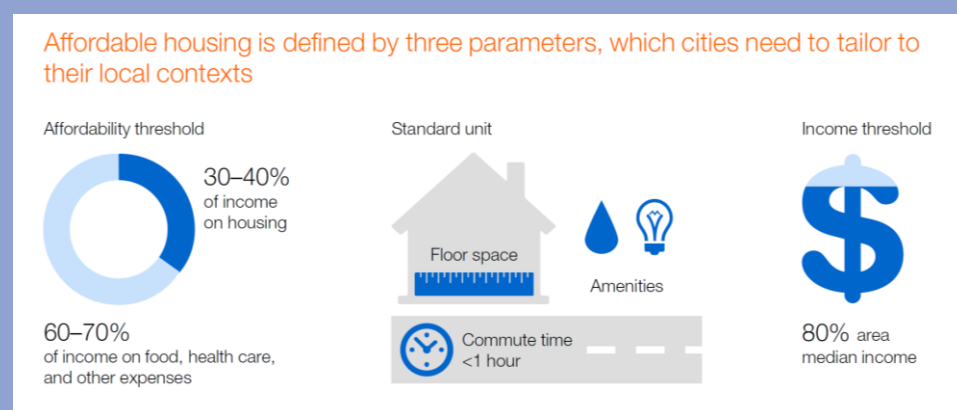 Affordable housing is defined by three parameters, which cities need to tailor to
their local contexts
Affordability threshold
30–40%
of income
on housing
60–70%
of income on food, health care,
and other expenses
Standard unit
Floor space
Amenities
Commute time
<1 hour
Income threshold
$
80% area
median income